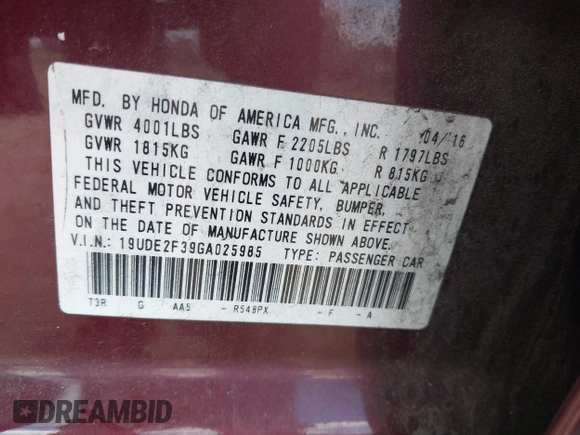 MFD. BY HONDA OF AMERICA MFG., INC. 04/16
GVWR 4001LBS GAWR F 2205LBS R 1797LBS
GVWR 1815KG GAWR F 1000KG R 815KG
THIS VEHICLE CONFORMS TO ALL APPLICABLE
FEDERAL MOTOR VEHICLE SAFETY, BUMPER,
AND THEFT PREVENTION STANDARDS IN EFFECT
ON THE DATE OF MANUFACTURE SHOWN ABOVE.
V.I.N.: 19UDE2F39GA025985 TYPE: PASSENGER CAR
T3R G AA5 - R548PX - F - A
DREAMBID